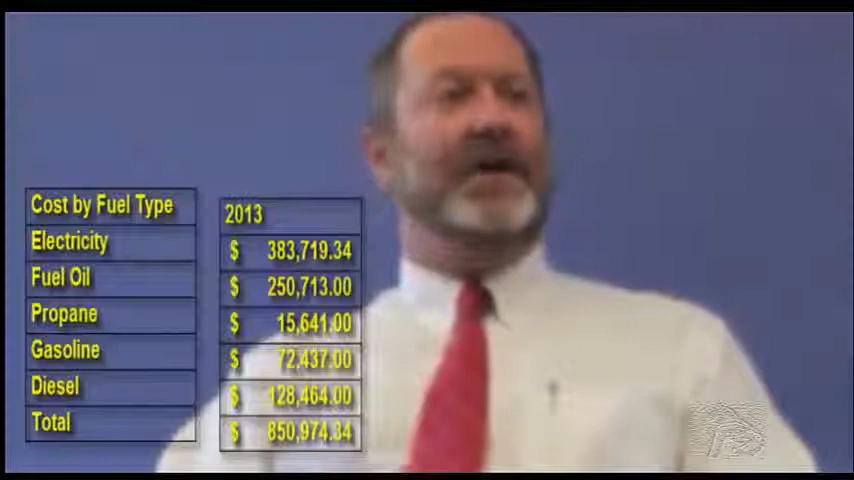 Cost by Fuel Type 2013
Electricity $ 383,719.34
Fuel Oil $ 250,713.00
Propane $ 15,641.00
Gasoline $ 72,437.00
Diesel $ 128,464.00
Total $ 850,974.34